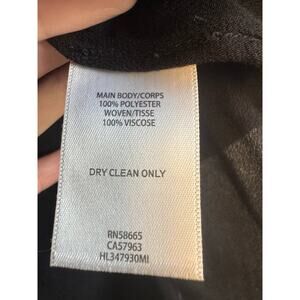 MAIN BODY/CORPS
100% POLYESTER
WOVEN/TISSE
100% VISCOSE
DRY CLEAN ONLY
RN58665
CA57963
HL347930MI